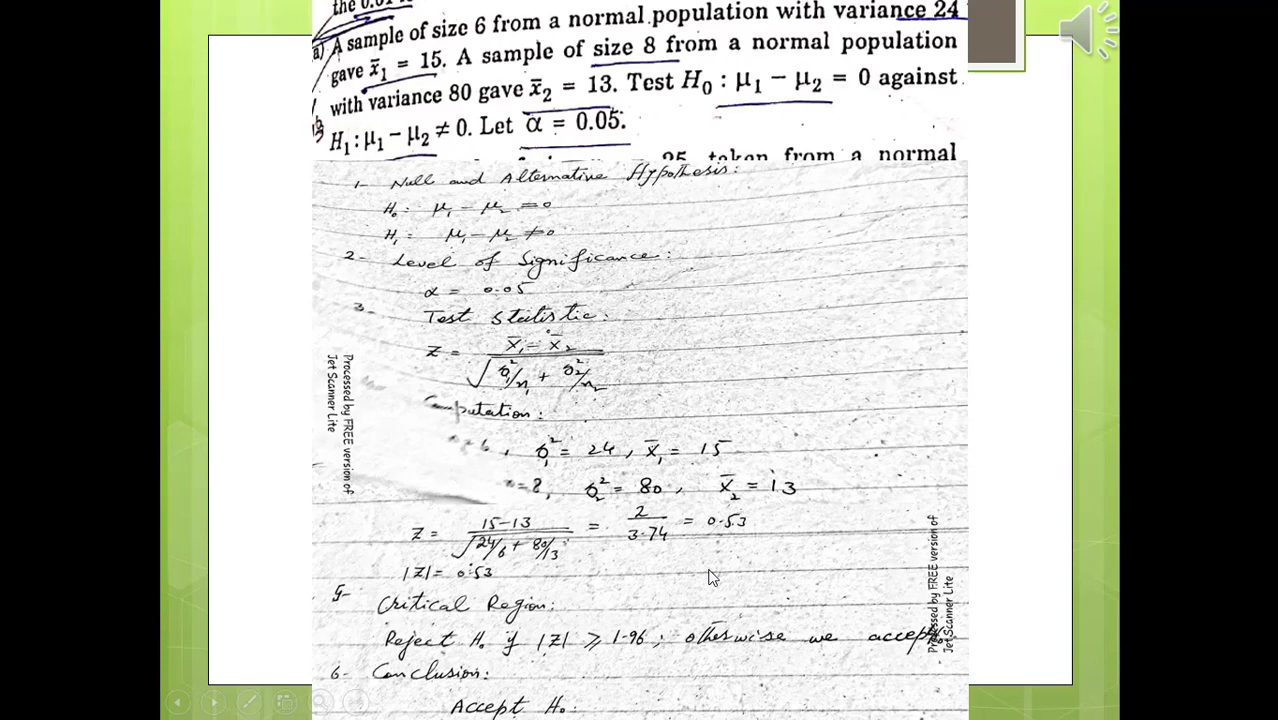 the 0.01
a) A sample of size 6 from a normal population with variance 24
gave x̄₁ = 15. A sample of size 8 from a normal population
with variance 80 gave x̄₂ = 13. Test H₀ : μ₁ − μ₂ = 0 against
H₁ : μ₁ − μ₂ ≠ 0. Let α = 0.05.
25 taken from a normal
1- Null and Alternative Hypothesis:
H₀: μ₁ − μ₂ = 0
H₁: μ₁ − μ₂ ≠ 0
2- Level of Significance:
α = 0.05
3- Test Statistic:
Z = (X̄₁ − X̄₂) / √(σ₁²/n₁ + σ₂²/n₂)
Computation:
n = 6, σ₁² = 24, X̄₁ = 15
n = 8, σ₂² = 80, X̄₂ = 13
Z = (15-13) / √(24/6 + 80/13) = 2/3.74 = 0.53
|Z| = 0.53
5- Critical Region:
Reject H₀ if |Z| ≥ 1.96; otherwise we accept
6- Conclusion:
Accept H₀.
Processed by FREE version of
Jet Scanner Lite
Processed by FREE version of
Jet Scanner Lite